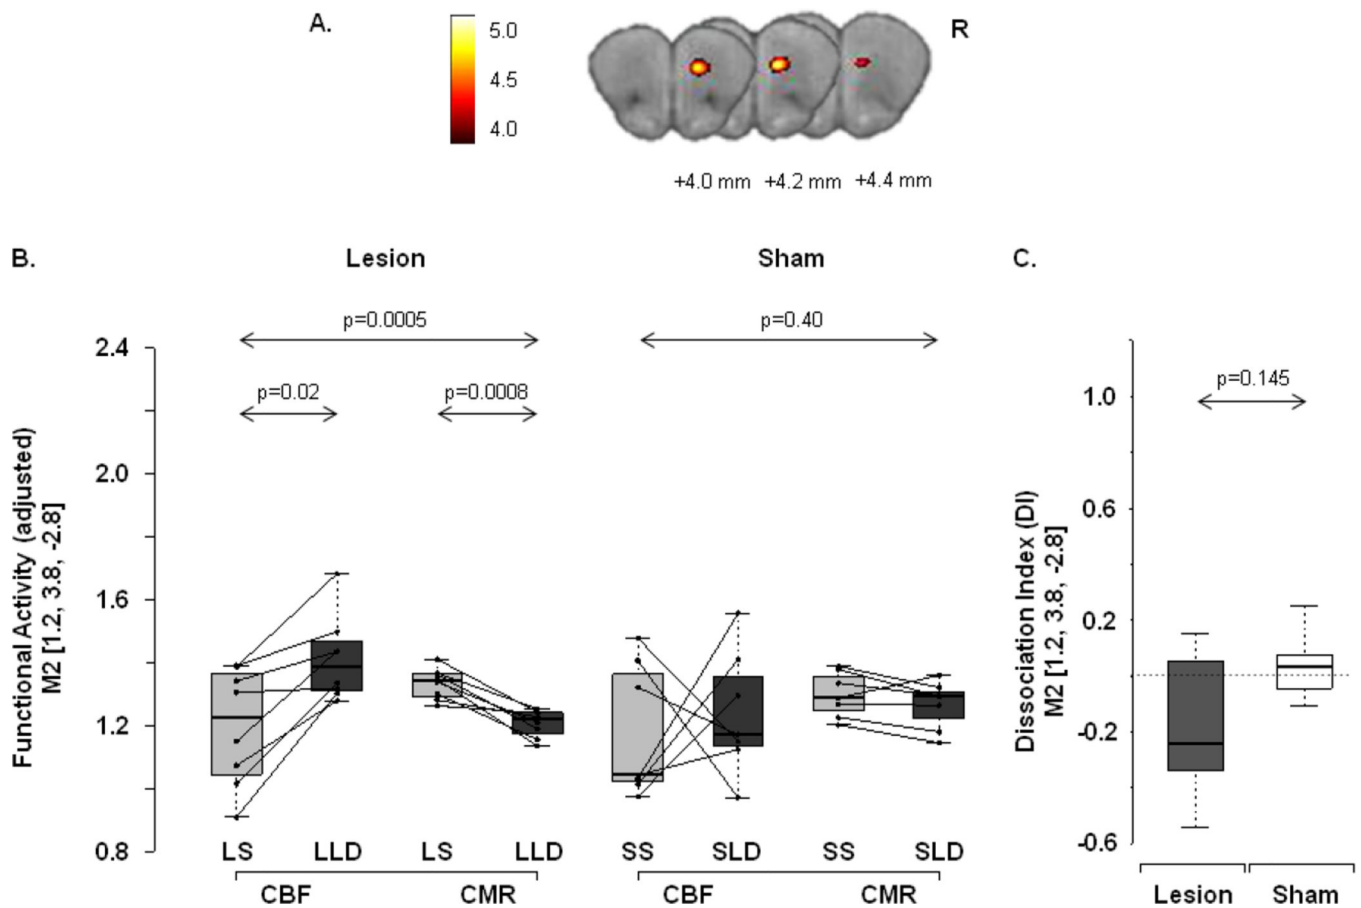 A.
5.0
4.5
4.0
R
+4.0 mm +4.2 mm +4.4 mm
B.
Lesion
Sham
p=0.0005
p=0.40
p=0.02
p=0.0008
2.4
2.0
1.6
1.2
0.8
Functional Activity (adjusted)
M2 [1.2, 3.8, -2.8]
LS LLD LS LLD SS SLD SS SLD
CBF CMR CBF CMR
C.
p=0.145
1.0
0.6
0.2
-0.2
-0.6
Dissociation Index (DI)
M2 [1.2, 3.8, -2.8]
Lesion Sham